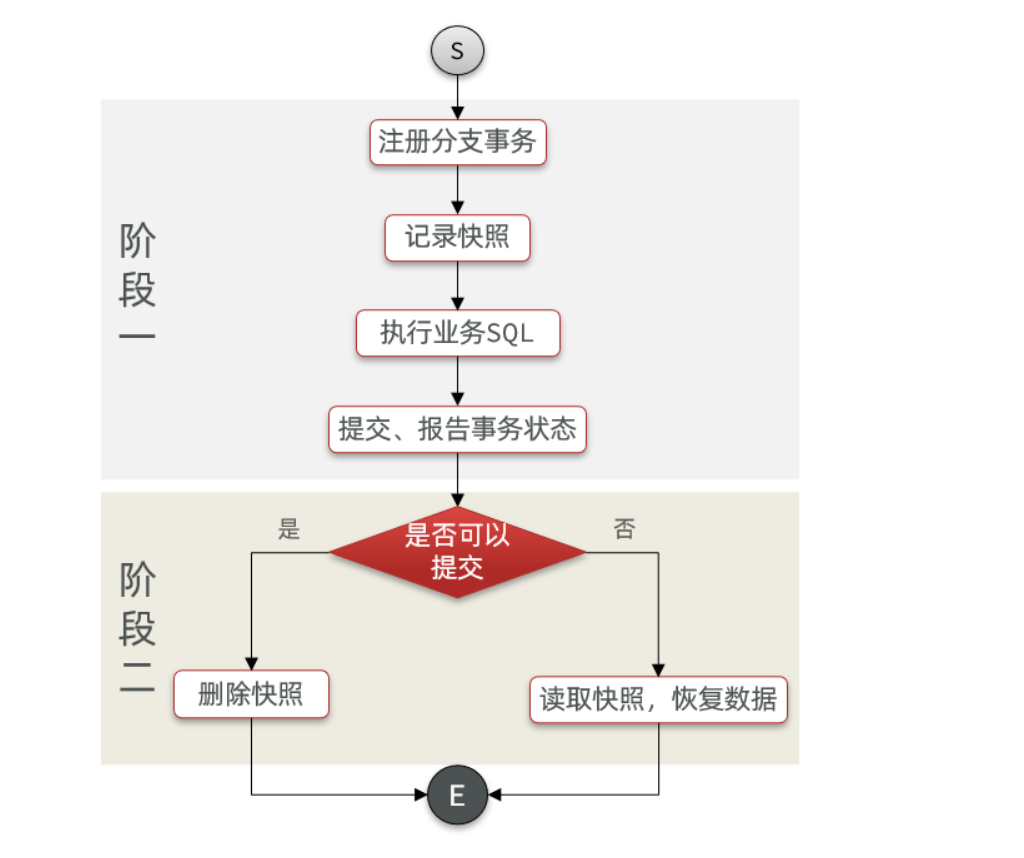 S
注册分支事务
记录快照
执行业务SQL
提交、报告事务状态
阶
段
一
是否可以
提交
是
否
阶
段
二
删除快照
读取快照，恢复数据
E